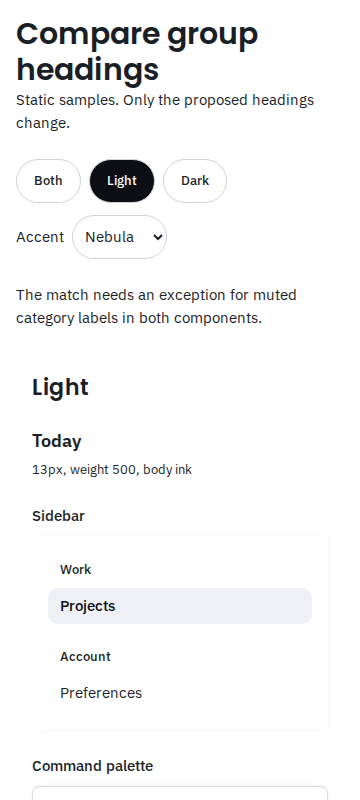 Compare group
headings
Static samples. Only the proposed headings
change.
Both Light Dark
Accent Nebula
The match needs an exception for muted
category labels in both components.
Light
Today
13px, weight 500, body ink
Sidebar
Work
Projects
Account
Preferences
Command palette